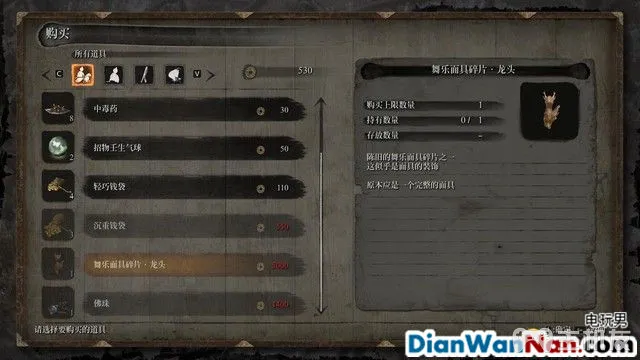 购买
所有道具
C
V
530
中毒药 30
8
招物壬生气球 50
2
轻巧钱袋 110
4
沉重钱袋 550
舞乐面具碎片·龙头
佛珠 1400
请选择要购买的道具
舞乐面具碎片·龙头
购买上限数量 1
持有数量 0/1
存放数量 -
陈旧的舞乐面具碎片之一
这似乎是面具的装饰
原本应是一个完整的面具
电玩男
DianWanNan.com